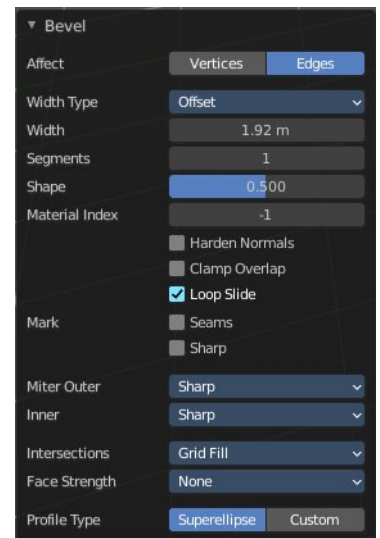 Bevel
Affect Vertices Edges
Width Type Offset
Width 1.92 m
Segments 1
Shape 0.500
Material Index -1
Harden Normals
Clamp Overlap
Loop Slide
Mark Seams
Sharp
Miter Outer Sharp
Inner Sharp
Intersections Grid Fill
Face Strength None
Profile Type Superellipse Custom